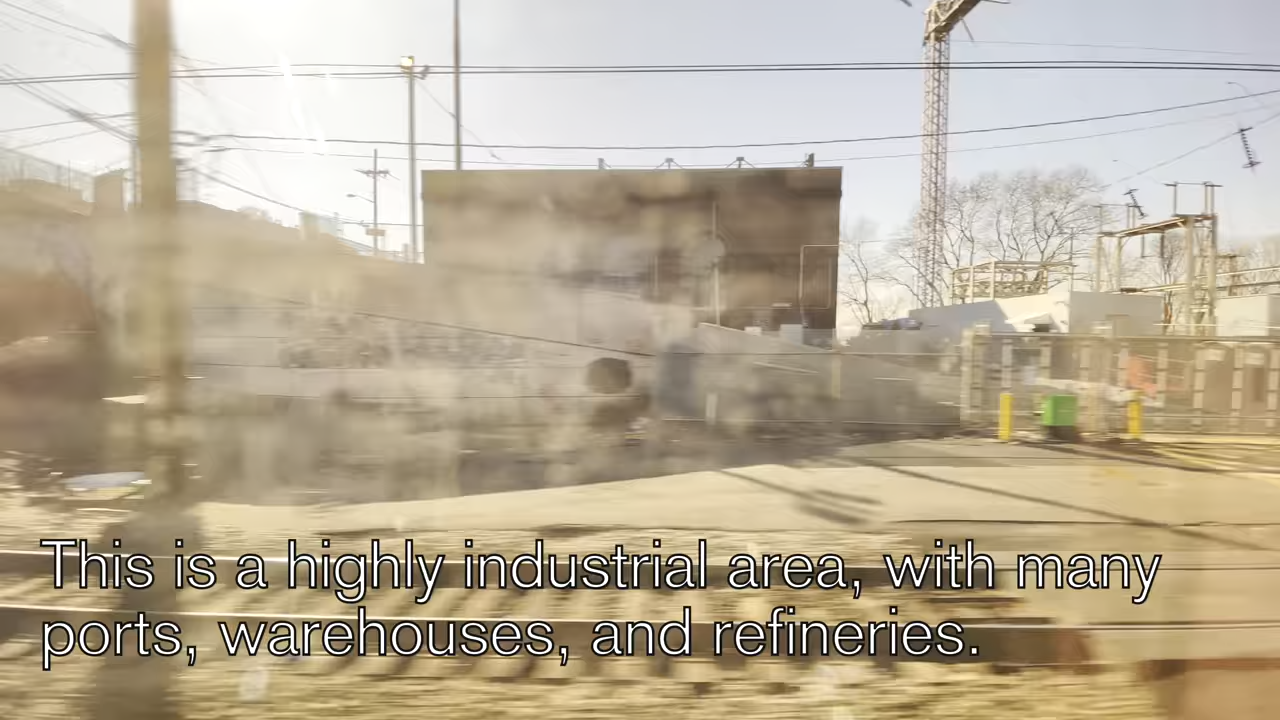 This is a highly industrial area, with many
ports, warehouses, and refineries.